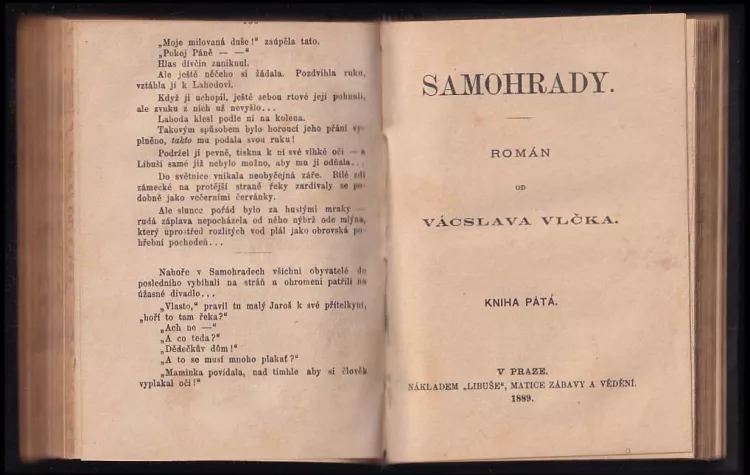 „Moje milovaná duše!“ zaúpěla tato.
„Pokoj Páně — —“
Hlas dívčin zaniknul.
Ale ještě něčeho si žádala. Pozdvihla ruku,
vztáhla ji k Lahodovi.
Když ji uchopil, ještě sebou rtové její pohnuli,
ale zvuku z nich už nevyšlo...
Lahoda klesl podle ní na kolena.
Takovým spůsobem bylo horoucí jeho přání vy-
plněno, takto mu podala svou ruku!
Podržel ji pevně, tiskna k ní své vlhké oči — a
Libuši samé již nebylo možno, aby mu ji odňala...
Do světnice vnikala neobyčejná záře. Bílé zdi
zámecké na protější straně řeky zardívaly se po-
dobně jako večerními červánky.
Ale slunce pořád bylo za hustými mraky —
rudá záplava nepocházela od něho nýbrž ode mlýna,
který uprostřed rozlitých vod plál jako obrovská po-
hřební pochodeň...
Nahoře v Samohradech všichni obyvatelé do
posledního vybíhali na stráň a ohromeni patřili na
úžasné divadlo...
„Vlasto,“ pravil tu malý Jaroš k své přítelkyni,
„hoří to tam řeka?“
„Ach ne —“
„A co teda?“
„Dědečkův dům!“
„A to se musí mnoho plakať?“
„Maminka povídala, nad tímhle aby si člověk
vyplakal oči!“
SAMOHRADY.
ROMÁN
OD
VÁCSLAVA VLČKA.
KNIHA PÁTÁ.
V PRAZE.
NÁKLADEM „LIBUŠE“, MATICE ZÁBAVY A VĚDĚNÍ.
1889.